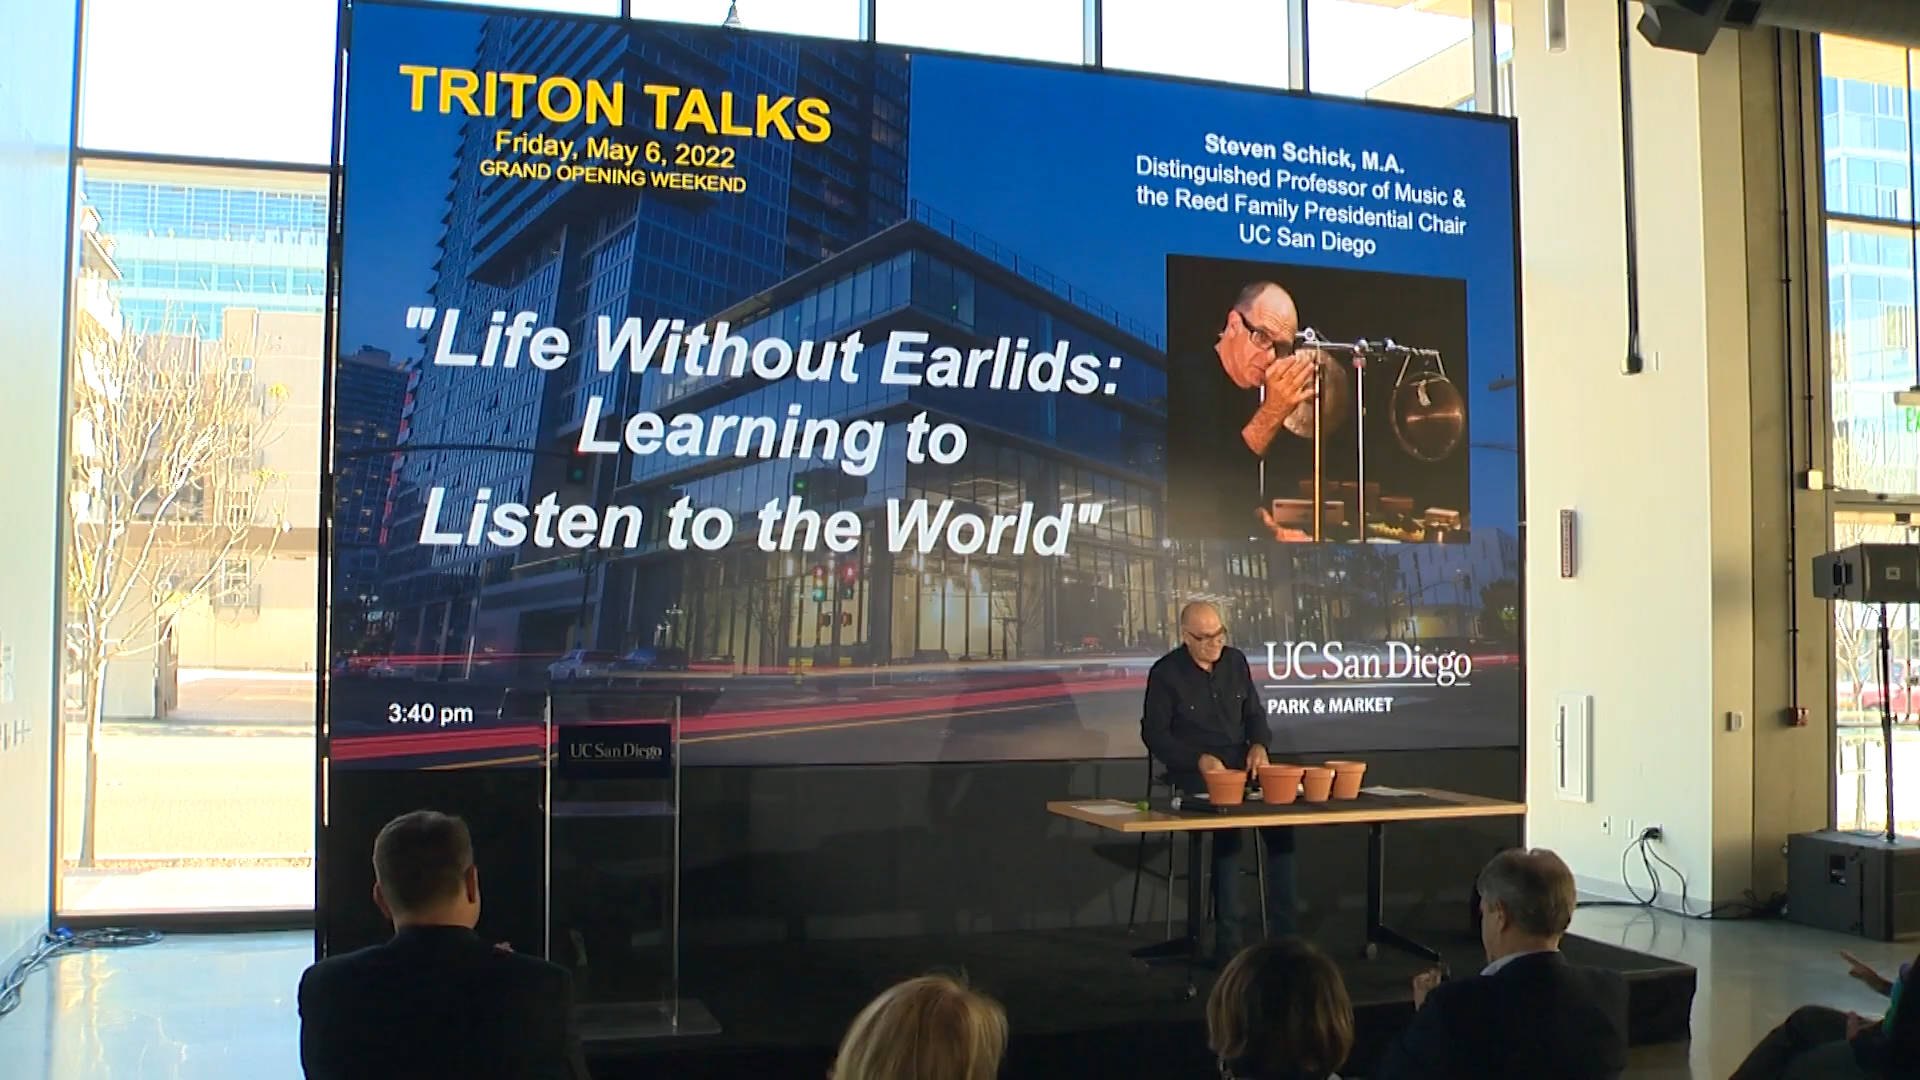 TRITON TALKS
Friday, May 6, 2022
GRAND OPENING WEEKEND
Steven Schick, M.A.
Distinguished Professor of Music &
the Reed Family Presidential Chair
UC San Diego
"Life Without Earlids:
Learning to
Listen to the World"
UC San Diego
PARK & MARKET
3:40 pm
UC San Diego